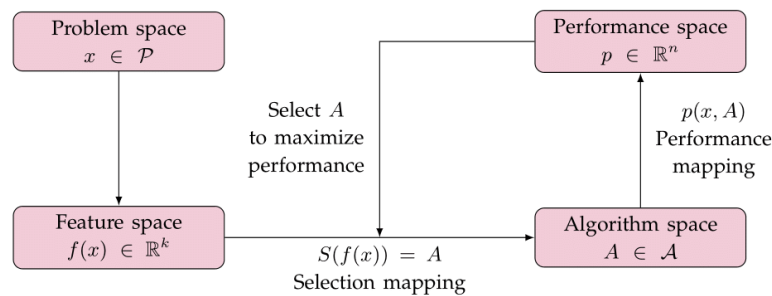 Problem space
x ∈ 𝒫
Performance space
p ∈ ℝⁿ
Select A
to maximize
performance
p(x, A)
Performance
mapping
Feature space
f(x) ∈ ℝᵏ
S(f(x)) = A
Selection mapping
Algorithm space
A ∈ 𝒜